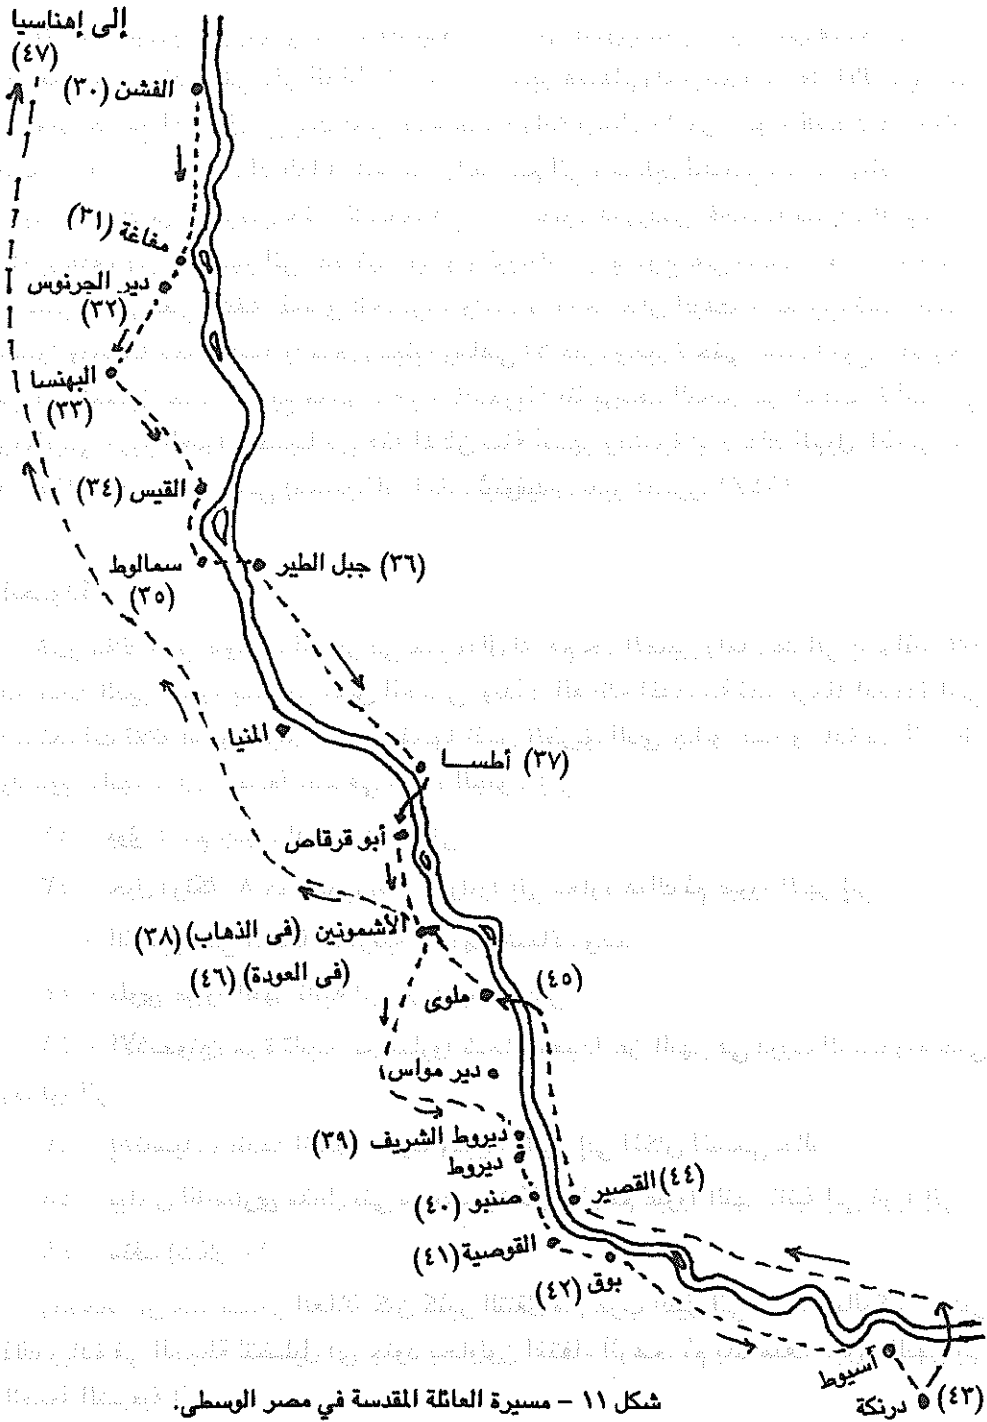 إلى إهناسيا
(٤٧)
الفشن (٣٠)
مغاغة (٣١)
دير الجرنوس
(٣٢)
البهنسا
(٣٣)
القيس (٣٤)
سمالوط
(٣٥)
(٣٦) جبل الطير
المنيا
(٣٧) أطسـا
أبو قرقاص
الأشمونين (فى الذهاب) (٣٨)
(فى العودة) (٤٦)
(٤٥)
ملوى
دير مواس
ديروط الشريف (٣٩)
ديروط
(٤٤) القصير
صنبو (٤٠)
القوصية (٤١)
بوق
(٤٢)
أسيوط
(٤٣) درنكة
شكل ١١ – مسيرة العائلة المقدسة في مصر الوسطى.